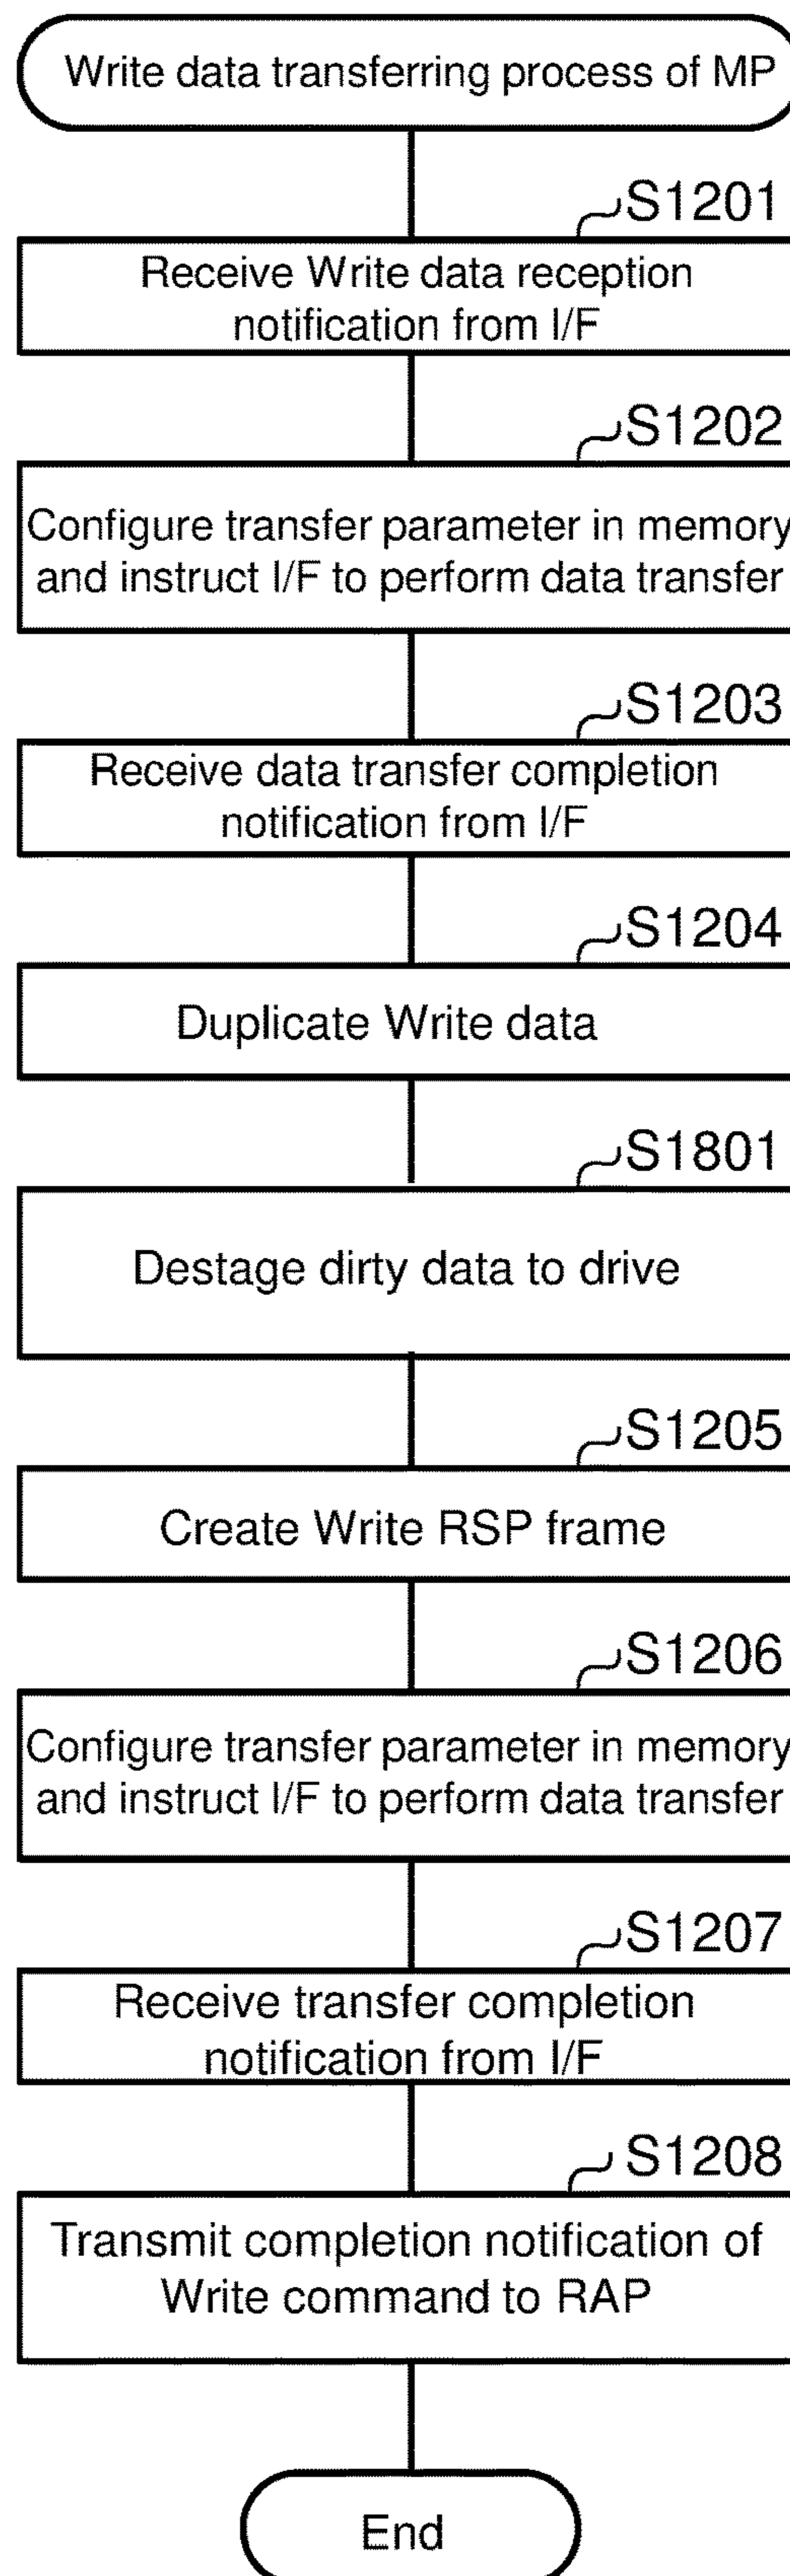 Write data transferring process of MP
S1201
Receive Write data reception
notification from I/F
S1202
Configure transfer parameter in memory
and instruct I/F to perform data transfer
S1203
Receive data transfer completion
notification from I/F
S1204
Duplicate Write data
S1801
Destage dirty data to drive
S1205
Create Write RSP frame
S1206
Configure transfer parameter in memory
and instruct I/F to perform data transfer
S1207
Receive transfer completion
notification from I/F
S1208
Transmit completion notification of
Write command to RAP
End